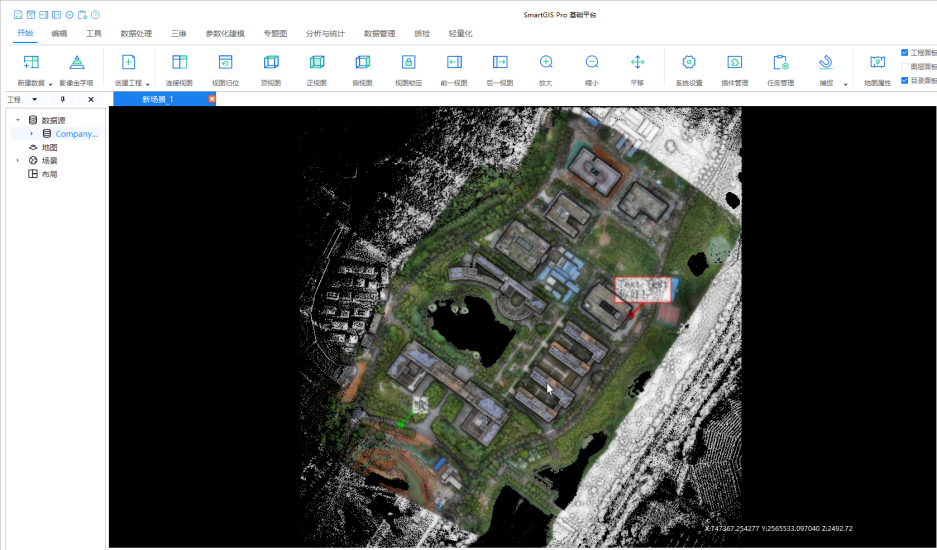 SmartGIS Pro 基础平台
开始 编辑 工具 数据处理 三维 参数化建模 专题图 分析与统计 数据管理 质检 轻量化
新建数据 影像金字塔 创建工程 连接视图 视图归位 顶视图 正视图 侧视图 视图锁定 前一视图 后一视图 放大 缩小 平移 系统设置 插件管理 任务管理 捕捉 地图属性
工程面板
图层面板
目录面板
工程
新场景_1
数据源
Company...
地图
场景
布局
Text Test
X:747367.254277 Y:2565533.097040 Z:2492.72